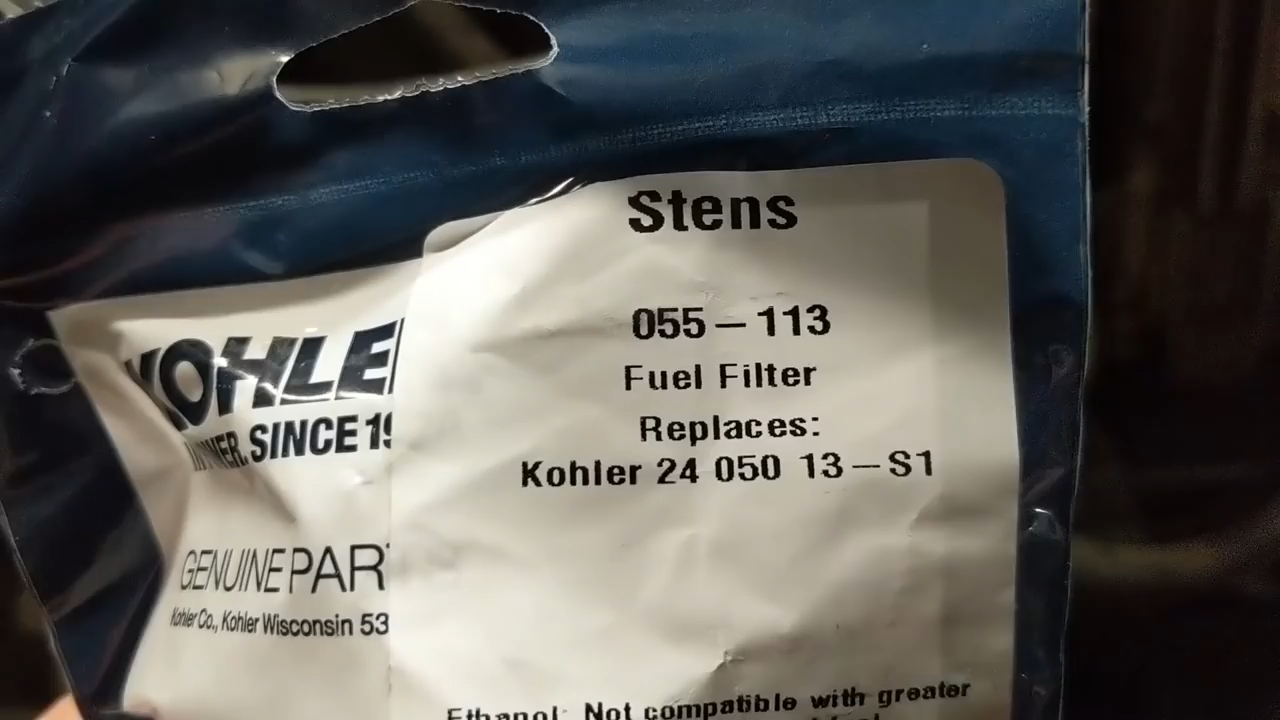 Stens
055-113
Fuel Filter
Replaces:
Kohler 24 050 13-S1
Ethanol: Not compatible with greater
KOHLE
SINCE 19
GENUINE PAR
Kohler Co., Kohler Wisconsin 53